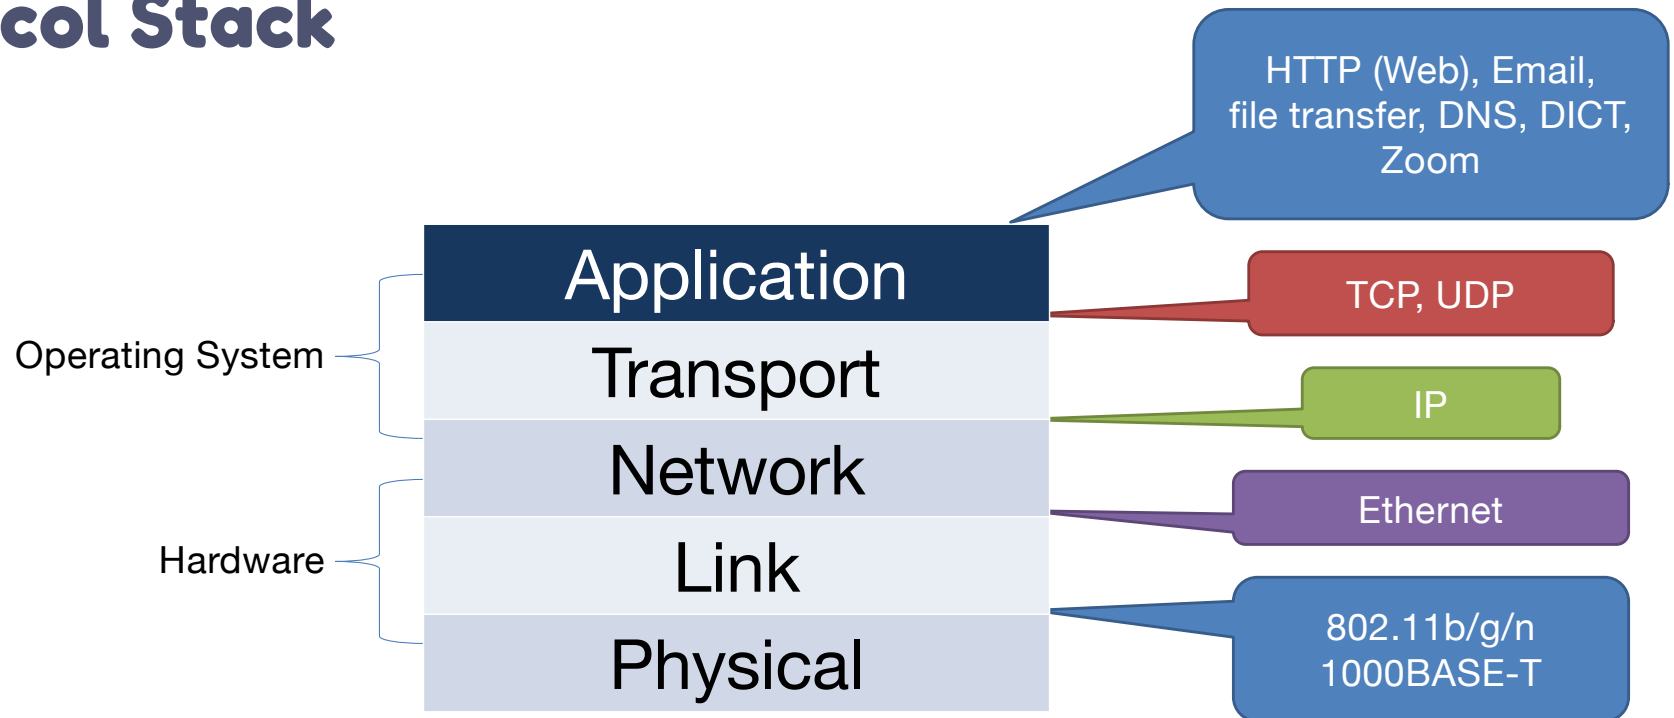 col Stack
HTTP (Web), Email,
file transfer, DNS, DICT,
Zoom
Application
TCP, UDP
Operating System
Transport
IP
Network
Ethernet
Hardware
Link
802.11b/g/n
1000BASE-T
Physical